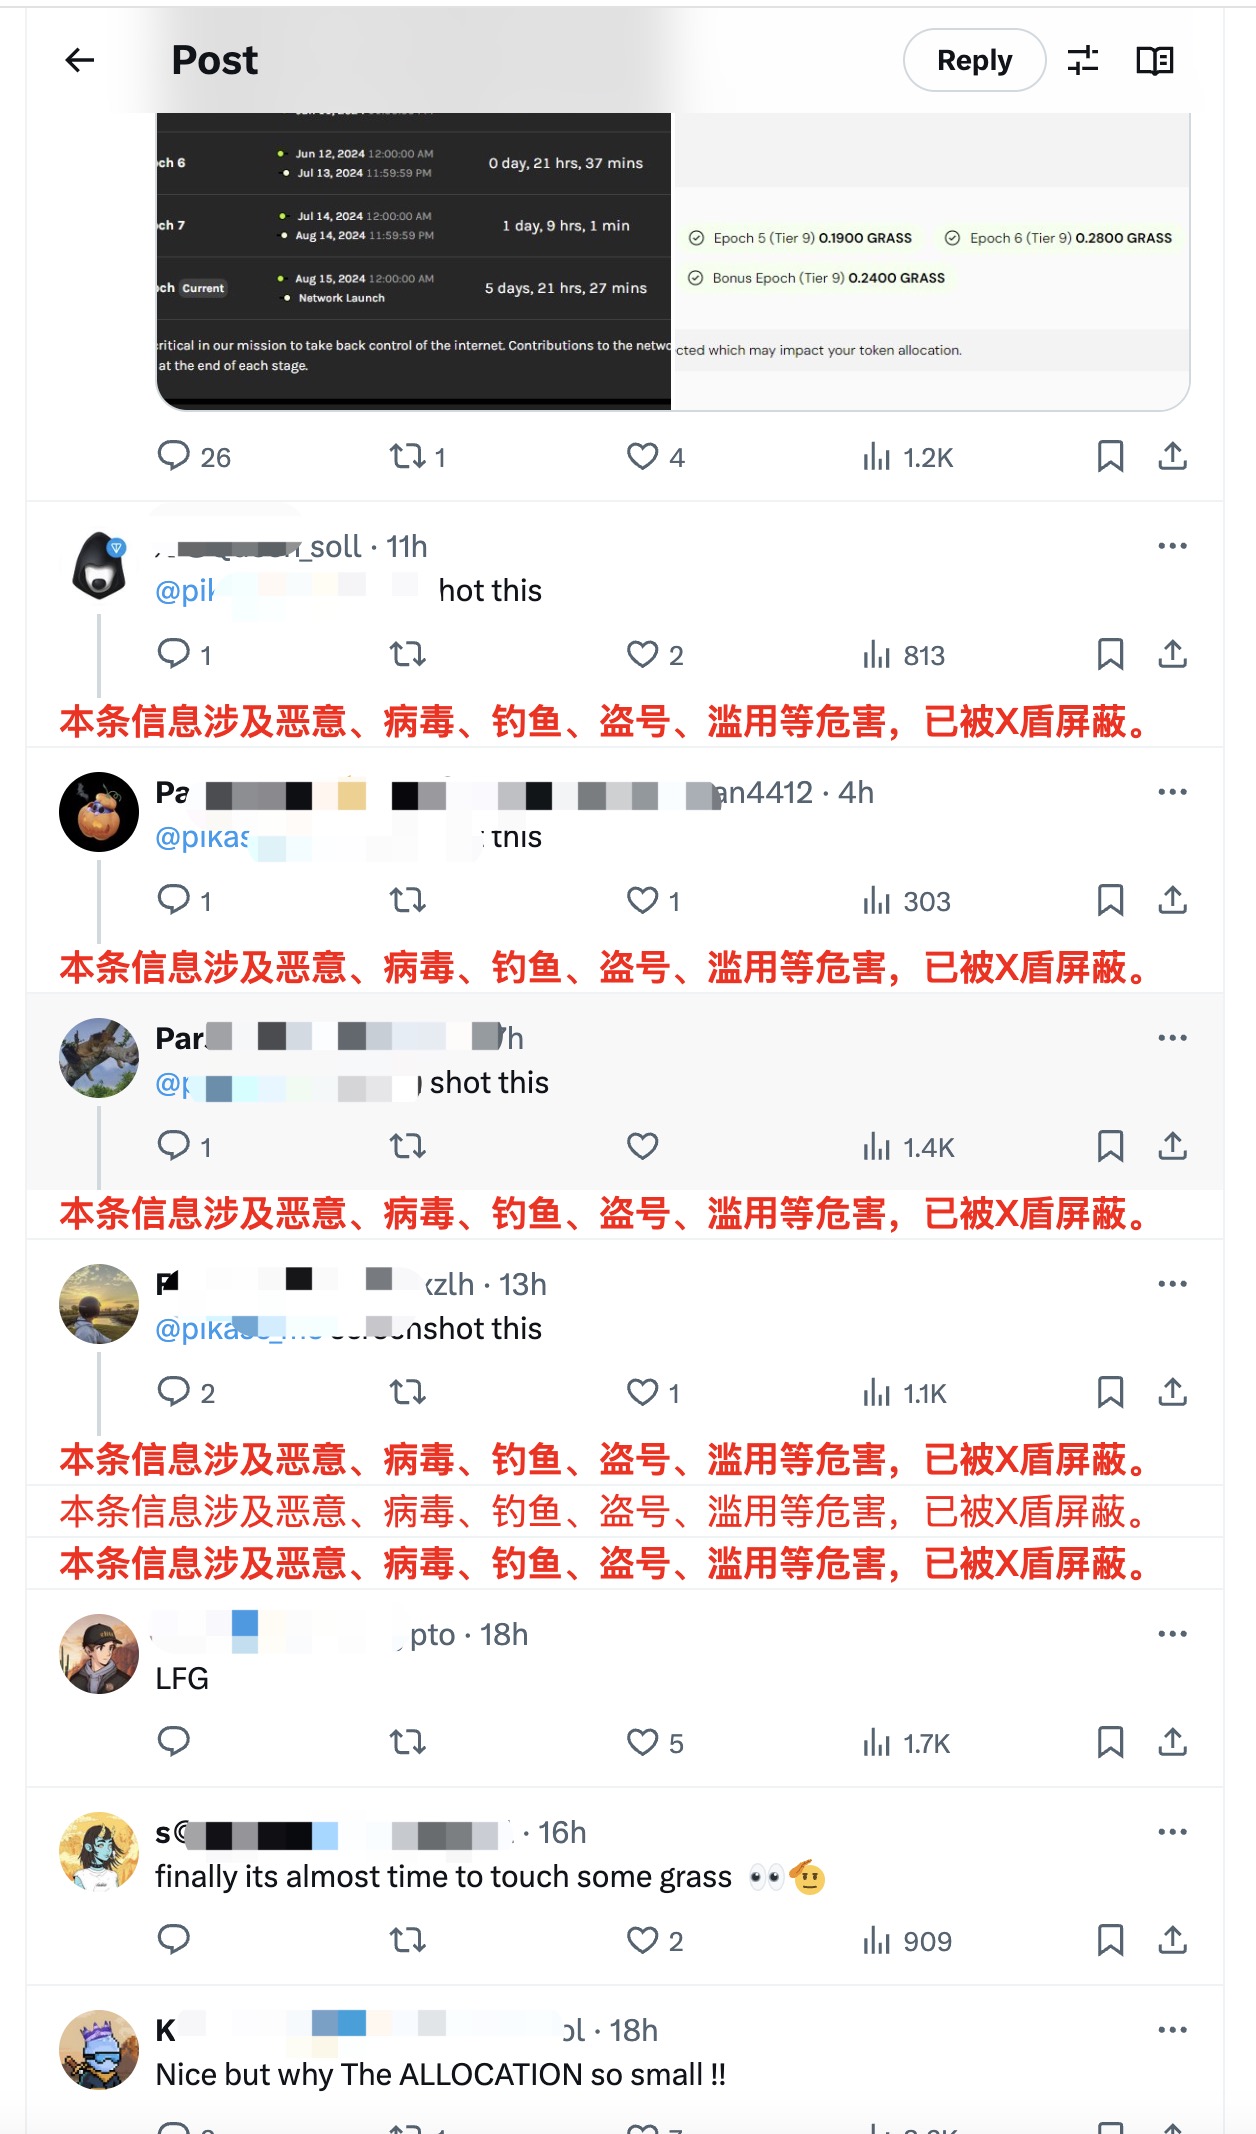 Post
Reply
ch 6
Jun 12, 2024 12:00:00 AM
Jul 13, 2024 11:59:59 PM
0 day, 21 hrs, 37 mins
ch 7
Jul 14, 2024 12:00:00 AM
Aug 14, 2024 11:59:59 PM
1 day, 9 hrs, 1 min
ch Current
Aug 15, 2024 12:00:00 AM
Network Launch
5 days, 21 hrs, 27 mins
ritical in our mission to take back control of the internet. Contributions to the netwo
at the end of each stage.
Epoch 5 (Tier 9) 0.1900 GRASS
Epoch 6 (Tier 9) 0.2800 GRASS
Bonus Epoch (Tier 9) 0.2400 GRASS
cted which may impact your token allocation.
26 1 4 1.2K
_soll · 11h
@pik hot this
1 2 813
本条信息涉及恶意、病毒、钓鱼、盗号、滥用等危害，已被X盾屏蔽。
Pa an4412 · 4h
@pikas this
1 1 303
本条信息涉及恶意、病毒、钓鱼、盗号、滥用等危害，已被X盾屏蔽。
Par h
@p shot this
1 1.4K
本条信息涉及恶意、病毒、钓鱼、盗号、滥用等危害，已被X盾屏蔽。
xzlh · 13h
@pikas nshot this
2 1 1.1K
本条信息涉及恶意、病毒、钓鱼、盗号、滥用等危害，已被X盾屏蔽。
本条信息涉及恶意、病毒、钓鱼、盗号、滥用等危害，已被X盾屏蔽。
本条信息涉及恶意、病毒、钓鱼、盗号、滥用等危害，已被X盾屏蔽。
pto · 18h
LFG
5 1.7K
s · 16h
finally its almost time to touch some grass 👀🫡
2 909
K ol · 18h
Nice but why The ALLOCATION so small !!